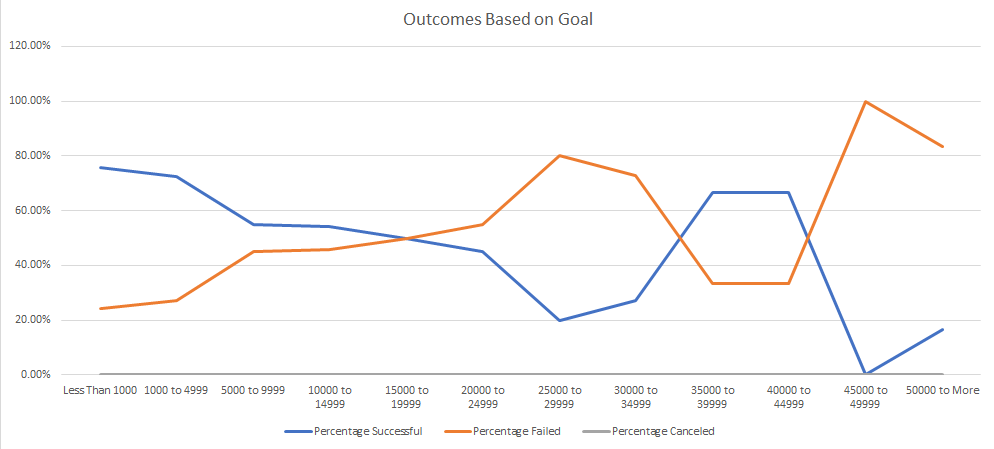 Outcomes Based on Goal
120.00%
100.00%
80.00%
60.00%
40.00%
20.00%
0.00%
Less Than 1000
1000 to 4999
5000 to 9999
10000 to
14999
15000 to
19999
20000 to
24999
25000 to
29999
30000 to
34999
35000 to
39999
40000 to
44999
45000 to
49999
50000 to More
Percentage Successful
Percentage Failed
Percentage Canceled